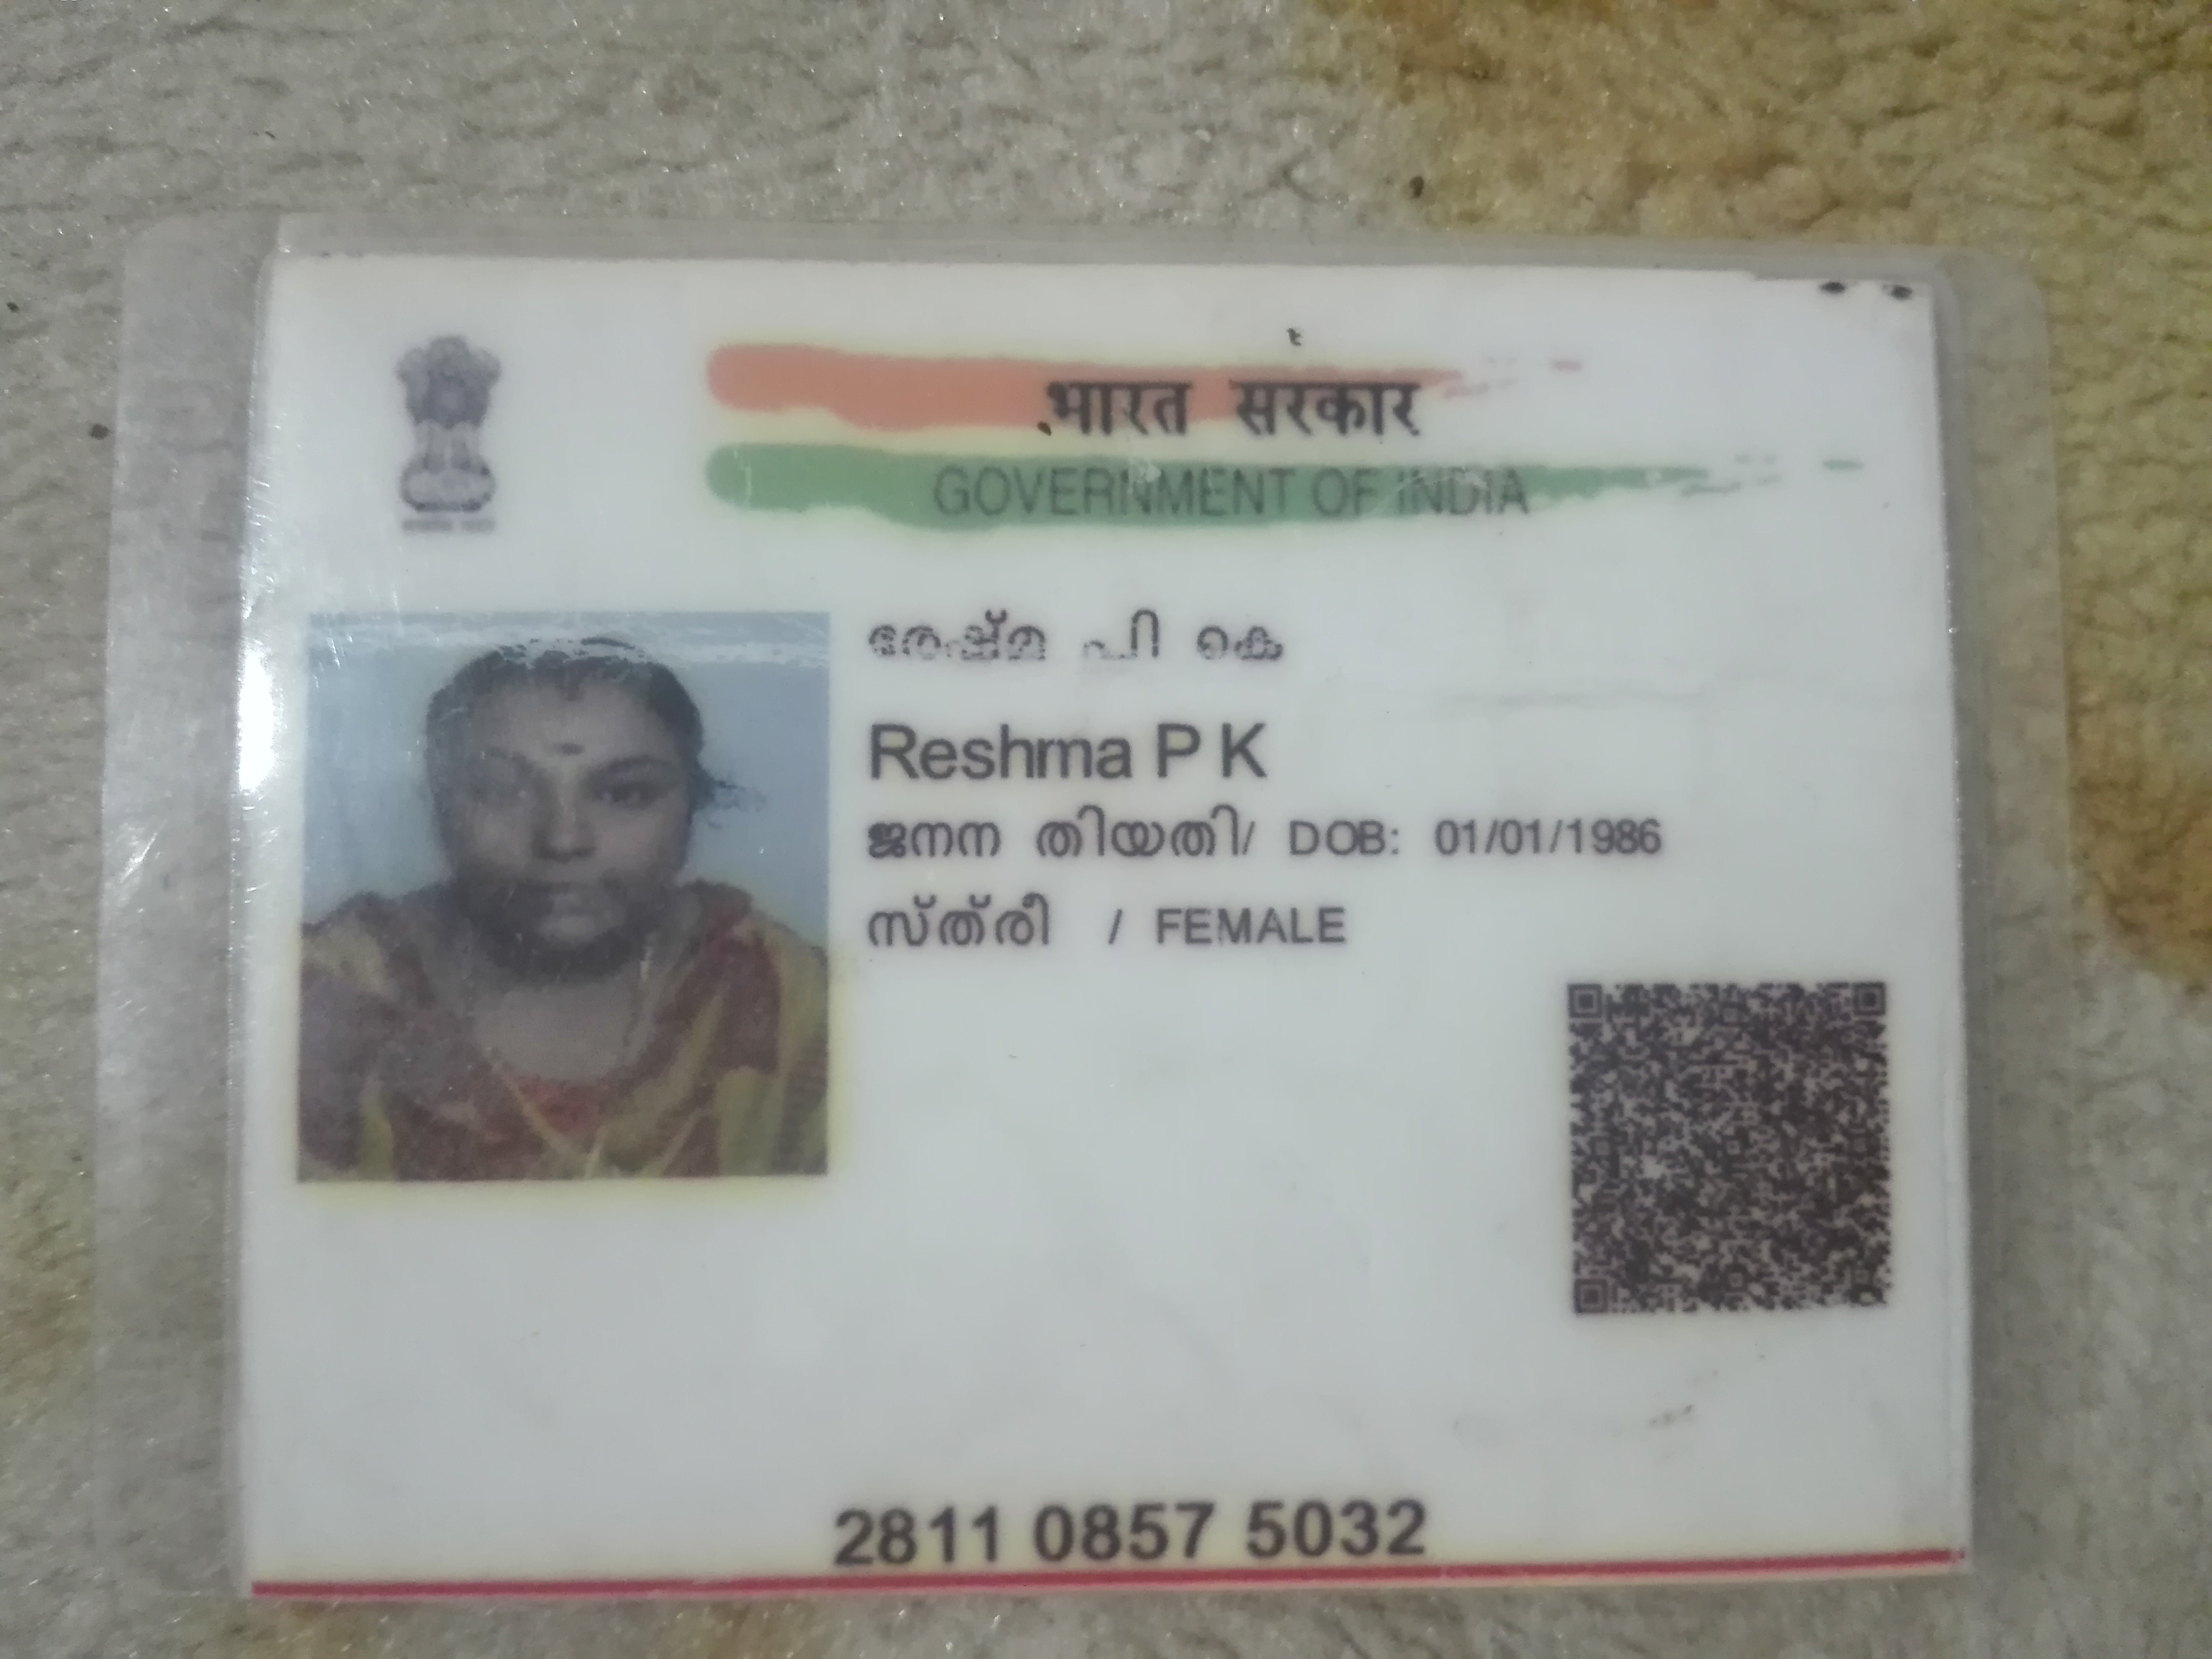 भारत सरकार
GOVERNMENT OF INDIA
രേഷ്മ പി കെ
Reshma P K
ജനന തിയതി/ DOB: 01/01/1986
സ്ത്രീ / FEMALE
2811 0857 5032